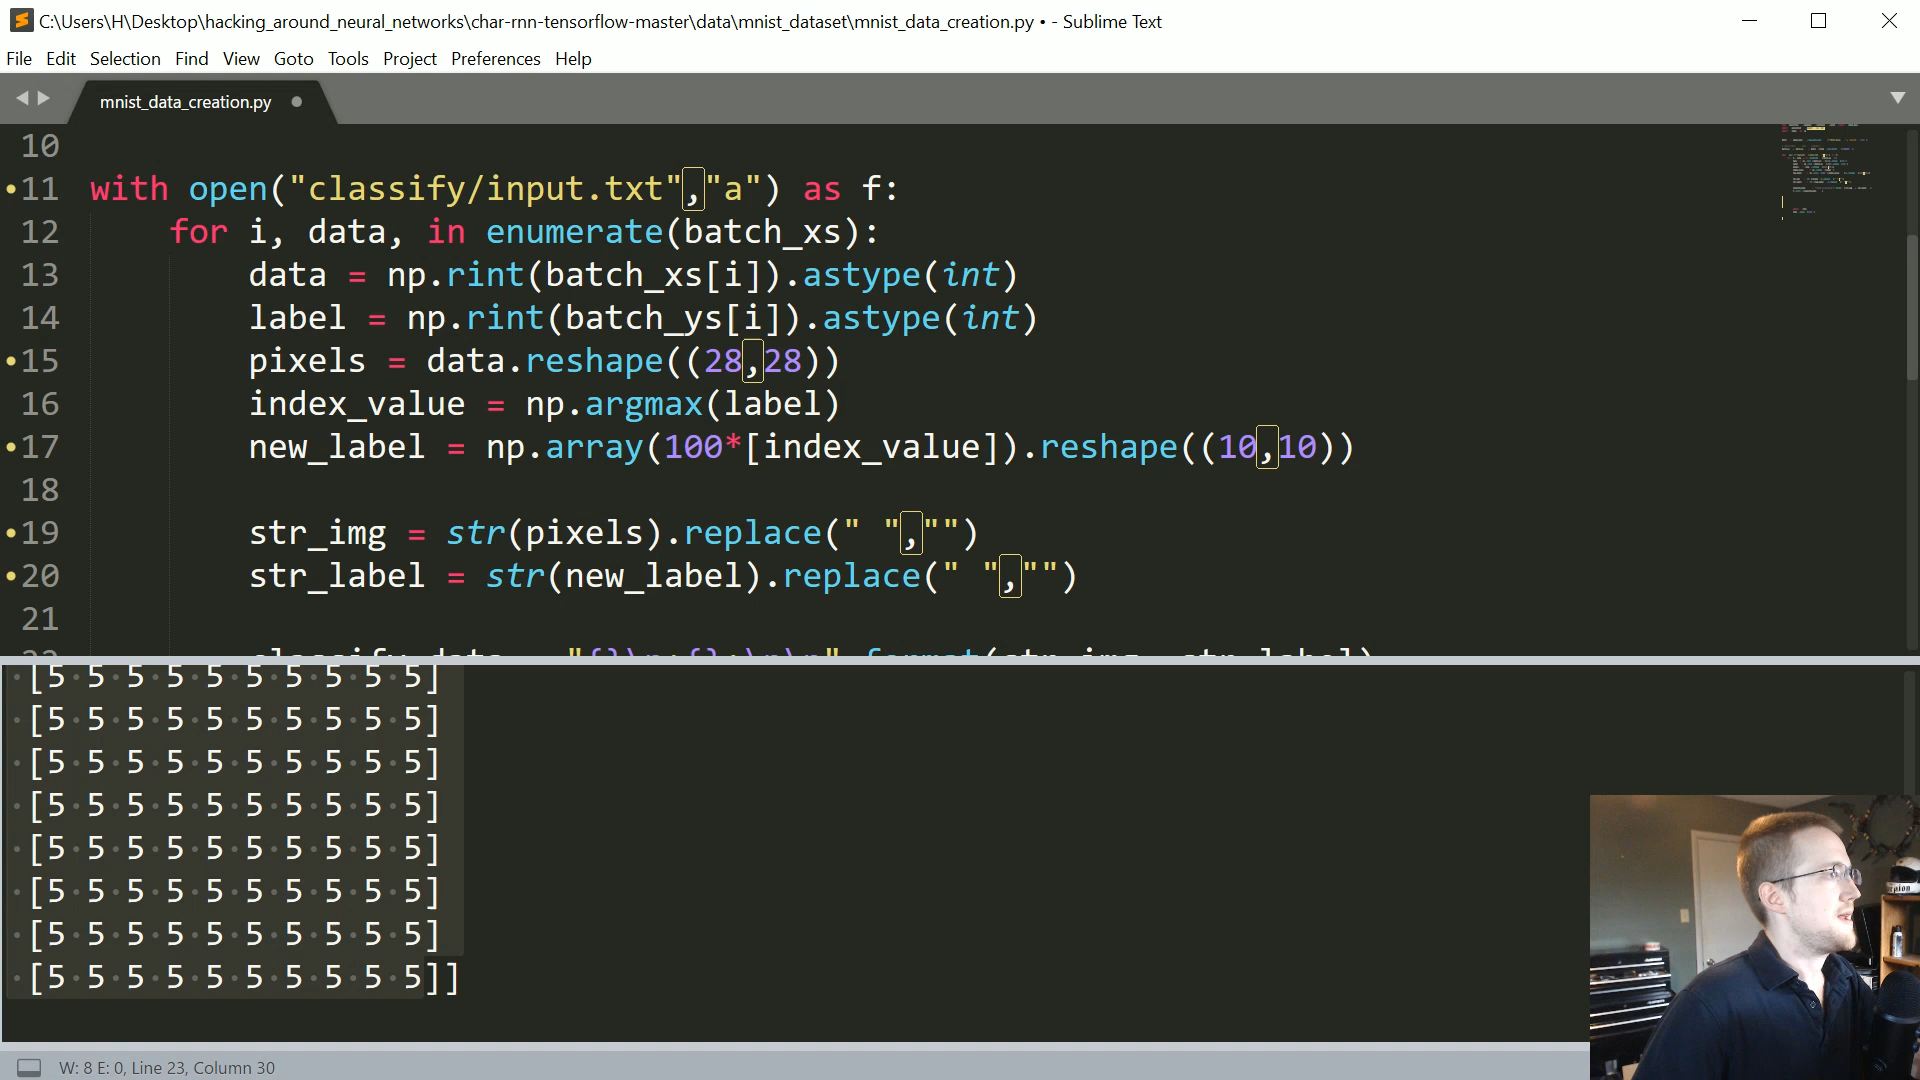 C:\Users\H\Desktop\hacking_around_neural_networks\char-rnn-tensorflow-master\data\mnist_dataset\mnist_data_creation.py • - Sublime Text
File Edit Selection Find View Goto Tools Project Preferences Help
mnist_data_creation.py
10
11 with open("classify/input.txt","a") as f:
12 for i, data, in enumerate(batch_xs):
13 data = np.rint(batch_xs[i]).astype(int)
14 label = np.rint(batch_ys[i]).astype(int)
15 pixels = data.reshape((28,28))
16 index_value = np.argmax(label)
17 new_label = np.array(100*[index_value]).reshape((10,10))
18
19 str_img = str(pixels).replace(" ","")
20 str_label = str(new_label).replace(" ","")
21
22 classify_data = "{}\n:{}:\n\n".format(str_img, str_label)
[5 5 5 5 5 5 5 5 5 5]
[5 5 5 5 5 5 5 5 5 5]
[5 5 5 5 5 5 5 5 5 5]
[5 5 5 5 5 5 5 5 5 5]
[5 5 5 5 5 5 5 5 5 5]
[5 5 5 5 5 5 5 5 5 5]
[5 5 5 5 5 5 5 5 5 5]
[5 5 5 5 5 5 5 5 5 5]]
W: 8 E: 0, Line 23, Column 30